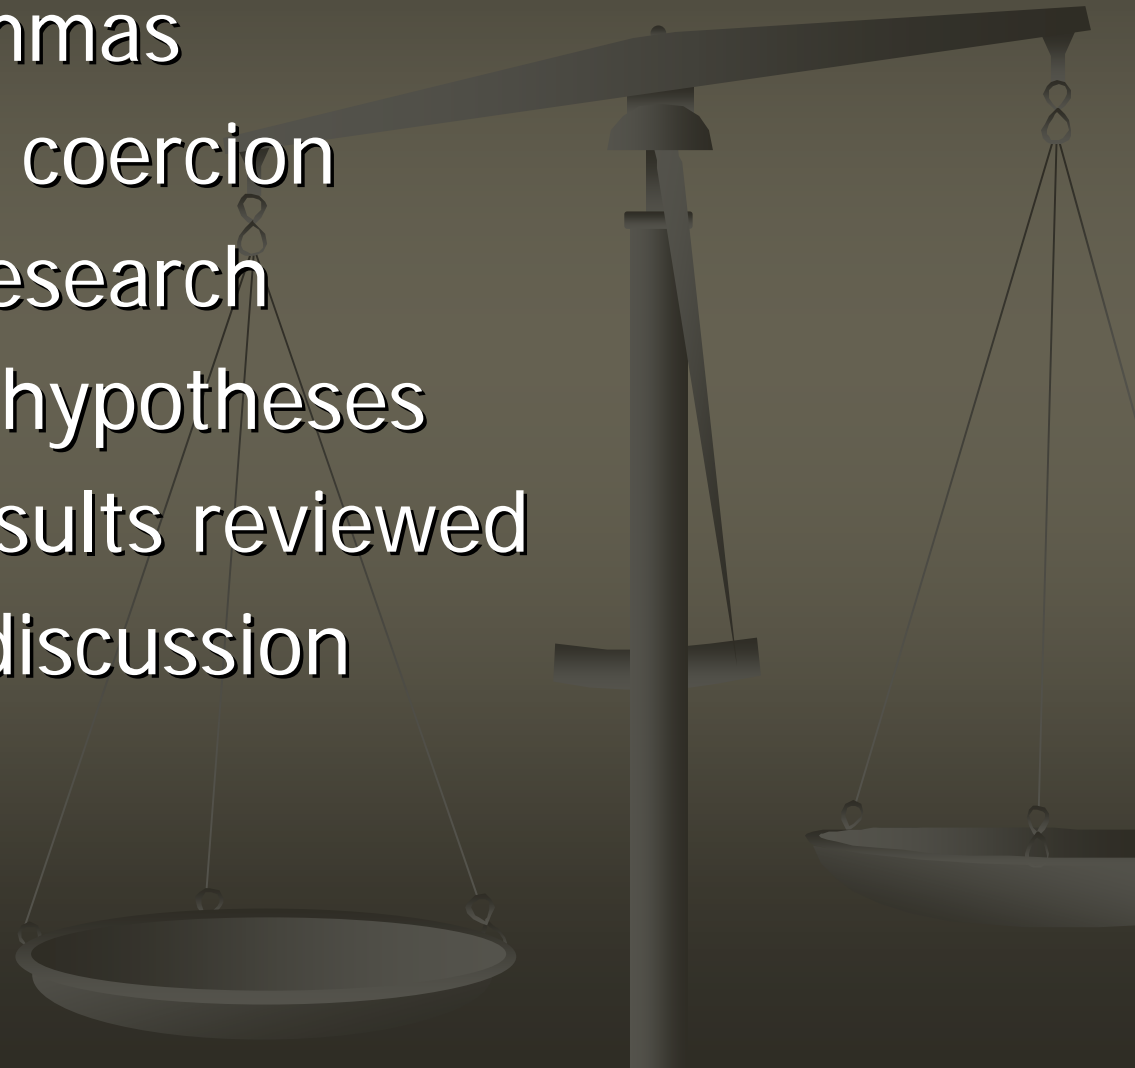 mmas
coercion
esearch
hypotheses
sults reviewed
discussion